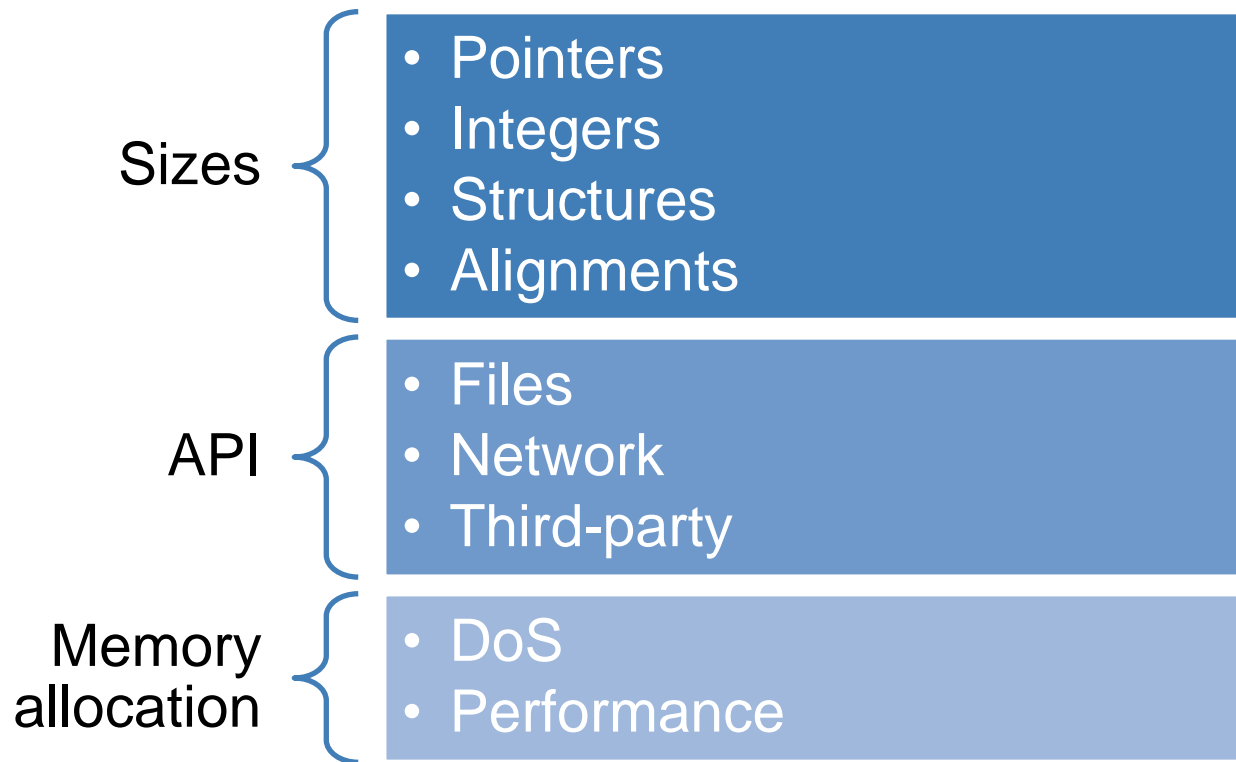 Sizes
• Pointers
• Integers
• Structures
• Alignments
API
• Files
• Network
• Third-party
Memory
allocation
• DoS
• Performance